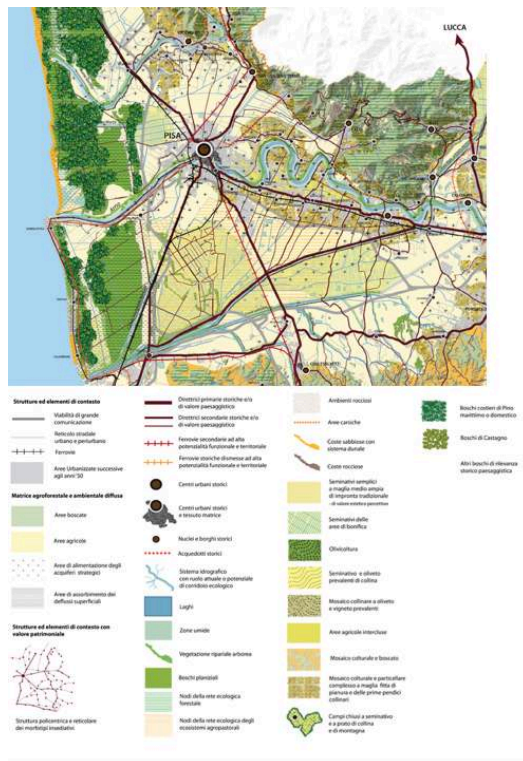 LUCCA
PISA
Strutture ed elementi di contesto
Viabilità di grande
comunicazione
Reticolo stradale
urbano e periurbano
Ferrovie
Aree Urbanizzate successive
agli anni '50
Matrice agroforestale e ambientale diffusa
Aree boscate
Aree agricole
Aree di alimentazione degli
acquiferi strategici
Aree di assorbimento dei
deflussi superficiali
Strutture ed elementi di contesto con
valore patrimoniale
Struttura policentrica e reticolare
dei morfotipi insediativi
Direttrici primarie storiche e/o
di valore paesaggistico
Direttrici secondarie storiche e/o
di valore paesaggistico
Ferrovie secondarie ad alta
potenzialità funzionale e territoriale
Ferrovie storiche dismesse ad alta
potenzialità funzionale e territoriale
Centri urbani storici
Centri urbani storici
e tessuto matrice
Nuclei e borghi storici
Acquedotti storici
Sistema idrografico
con ruolo attuale o potenziale
di corridoio ecologico
Laghi
Zone umide
Vegetazione ripariale arborea
Boschi planiziali
Nodi della rete ecologica
forestale
Nodi della rete ecologica degli
ecosistemi agropastorali
Ambienti rocciosi
Aree carsiche
Coste sabbiose con
sistema dunale
Coste rocciose
Seminativi semplici
a maglia medio ampia
di impronta tradizionale
-di valore estetico percettivo
Seminativi delle
aree di bonifica
Olivicoltura
Seminativo e oliveto
prevalenti di collina
Mosaico collinare a oliveto
e vigneto prevalenti
Aree agricole intercluse
Mosaico colturale e boscato
Mosaico colturale e particellare
complesso a maglia fitta di
pianura e delle prime pendici
collinari
Campi chiusi a seminativo
e a prato di collina
e di montagna
Boschi costieri di Pino
marittimo o domestico
Boschi di Castagno
Altri boschi di rilevanza
storico paesaggistica